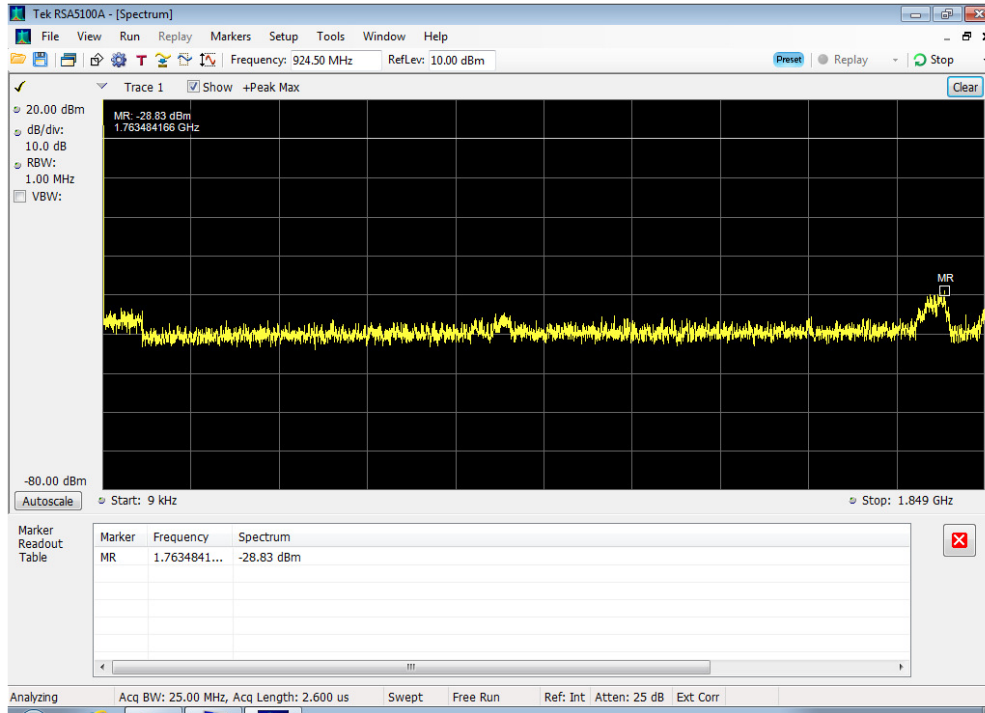 Tek RSA5100A - [Spectrum]
File View Run Replay Markers Setup Tools Window Help
T Frequency: 924.50 MHz RefLev: 10.00 dBm Preset Replay Stop
Trace 1 Show +Peak Max Clear
20.00 dBm
dB/div:
10.0 dB
RBW:
1.00 MHz
VBW:
MR: -28.83 dBm
1.763484166 GHz
MR
-80.00 dBm
Autoscale Start: 9 kHz Stop: 1.849 GHz
Marker
Readout
Table
Marker Frequency Spectrum
MR 1.7634841... -28.83 dBm
Analyzing Acq BW: 25.00 MHz, Acq Length: 2.600 us Swept Free Run Ref: Int Atten: 25 dB Ext Corr